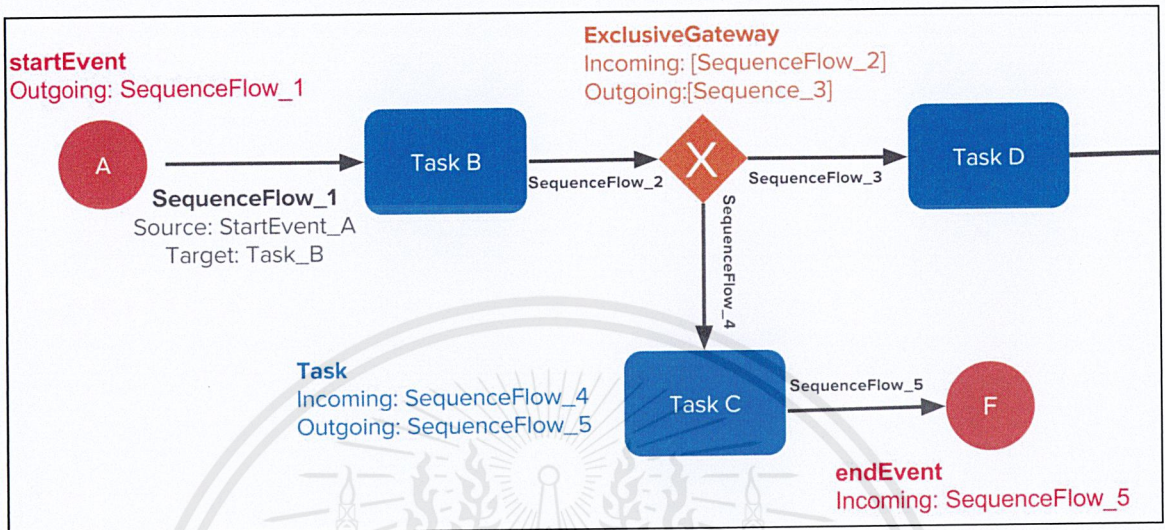 startEvent
Outgoing: SequenceFlow_1
ExclusiveGateway
Incoming: [SequenceFlow_2]
Outgoing:[Sequence_3]
A
Task B
X
Task D
SequenceFlow_1
Source: StartEvent_A
Target: Task_B
SequenceFlow_2
SequenceFlow_3
SequenceFlow_4
Task
Incoming: SequenceFlow_4
Outgoing: SequenceFlow_5
Task C
SequenceFlow_5
F
endEvent
Incoming: SequenceFlow_5